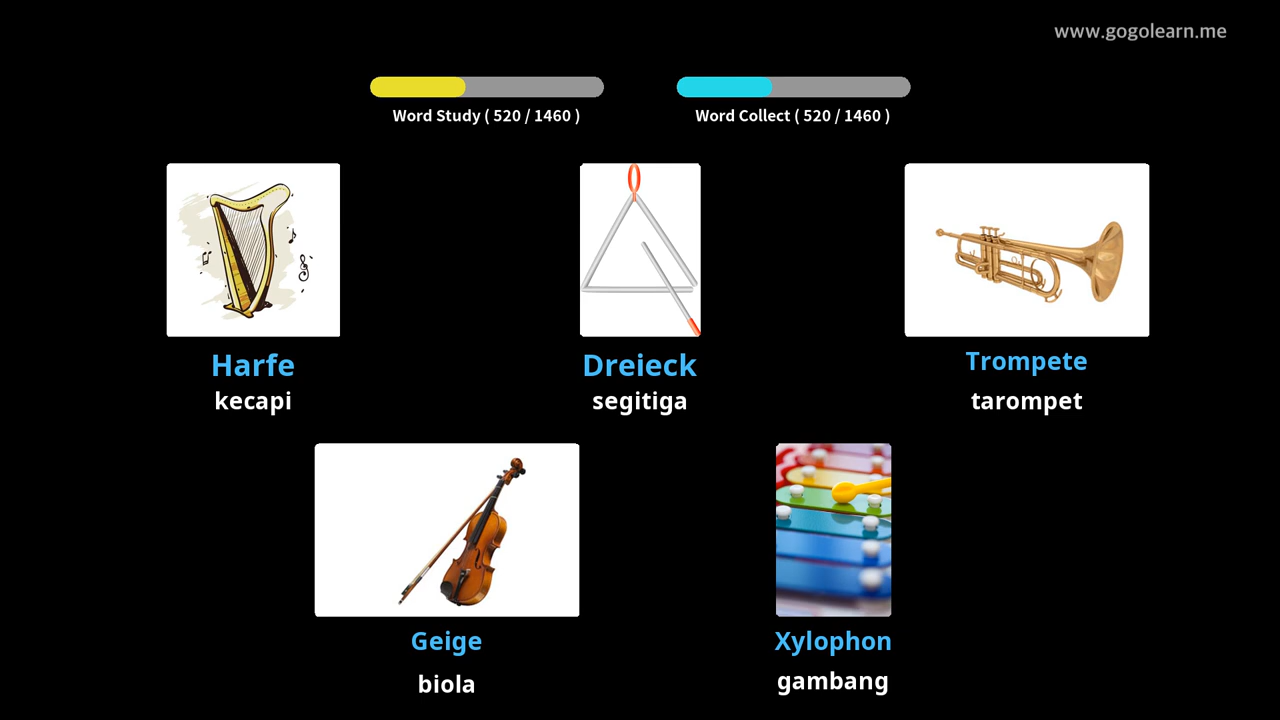 www.gogolearn.me
Word Study ( 520 / 1460 )
Word Collect ( 520 / 1460 )
Harfe
kecapi
Dreieck
segitiga
Trompete
tarompet
Geige
biola
Xylophon
gambang